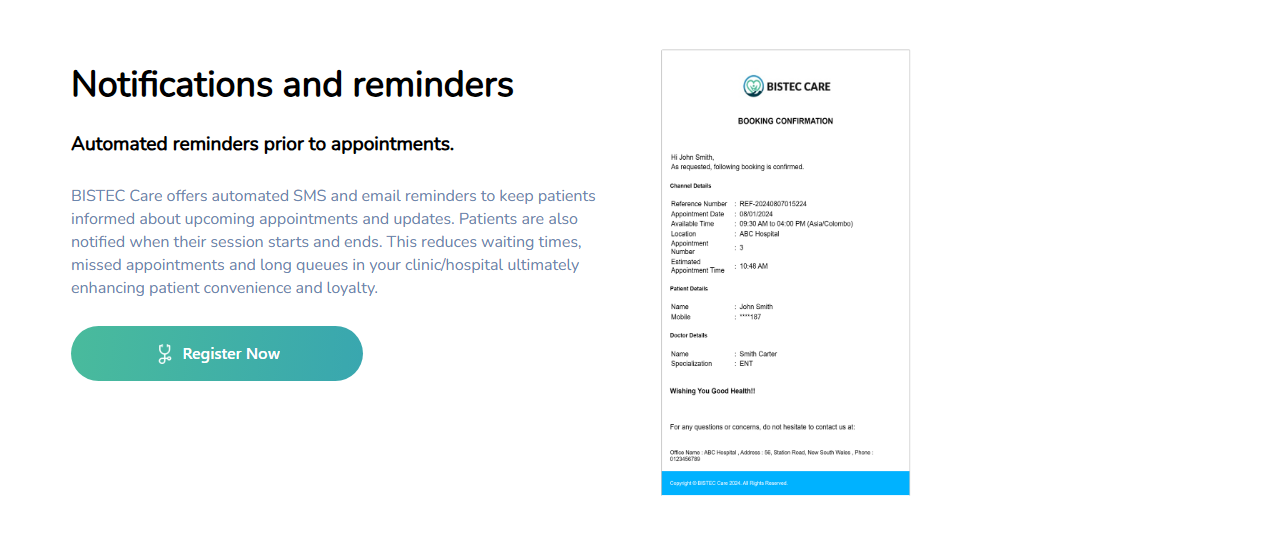 Notifications and reminders
Automated reminders prior to appointments.
BISTEC Care offers automated SMS and email reminders to keep patients
informed about upcoming appointments and updates. Patients are also
notified when their session starts and ends. This reduces waiting times,
missed appointments and long queues in your clinic/hospital ultimately
enhancing patient convenience and loyalty.
Register Now
BISTEC CARE
BOOKING CONFIRMATION
Hi John Smith,
As requested, following booking is confirmed.
Channel Details
Reference Number : REF-20240807015224
Appointment Date : 08/01/2024
Available Time : 09:30 AM to 04:00 PM (Asia/Colombo)
Location : ABC Hospital
Appointment
Number : 3
Estimated
Appointment Time : 10:48 AM
Patient Details
Name : John Smith
Mobile : ****187
Doctor Details
Name : Smith Carter
Specialization : ENT
Wishing You Good Health!!
For any questions or concerns, do not hesitate to contact us at:
Office Name : ABC Hospital , Address : 56, Station Road, New South Wales , Phone :
0123456789
Copyright © BISTEC Care 2024. All Rights Reserved.